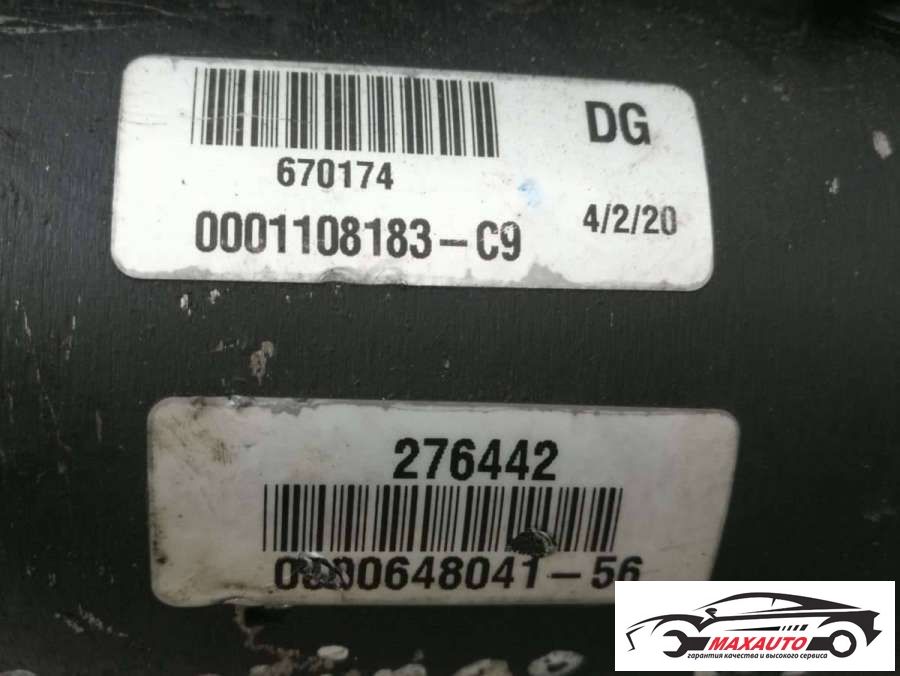 DG
670174
0001108183-C9
4/2/20
276442
0000648041-56
MAXAUTO
гарантия качества и высокого сервиса